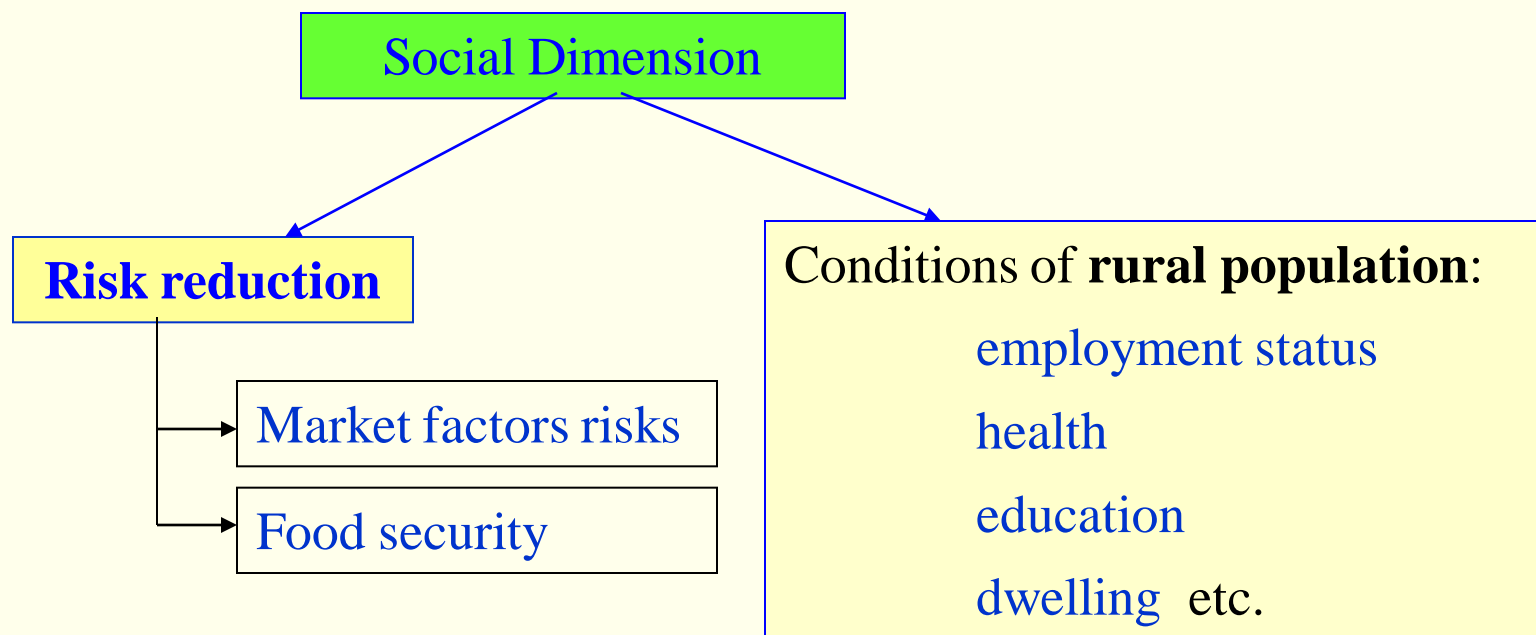 Social Dimension
Risk reduction
Market factors risks
Food security
Conditions of rural population:
employment status
health
education
dwelling etc.